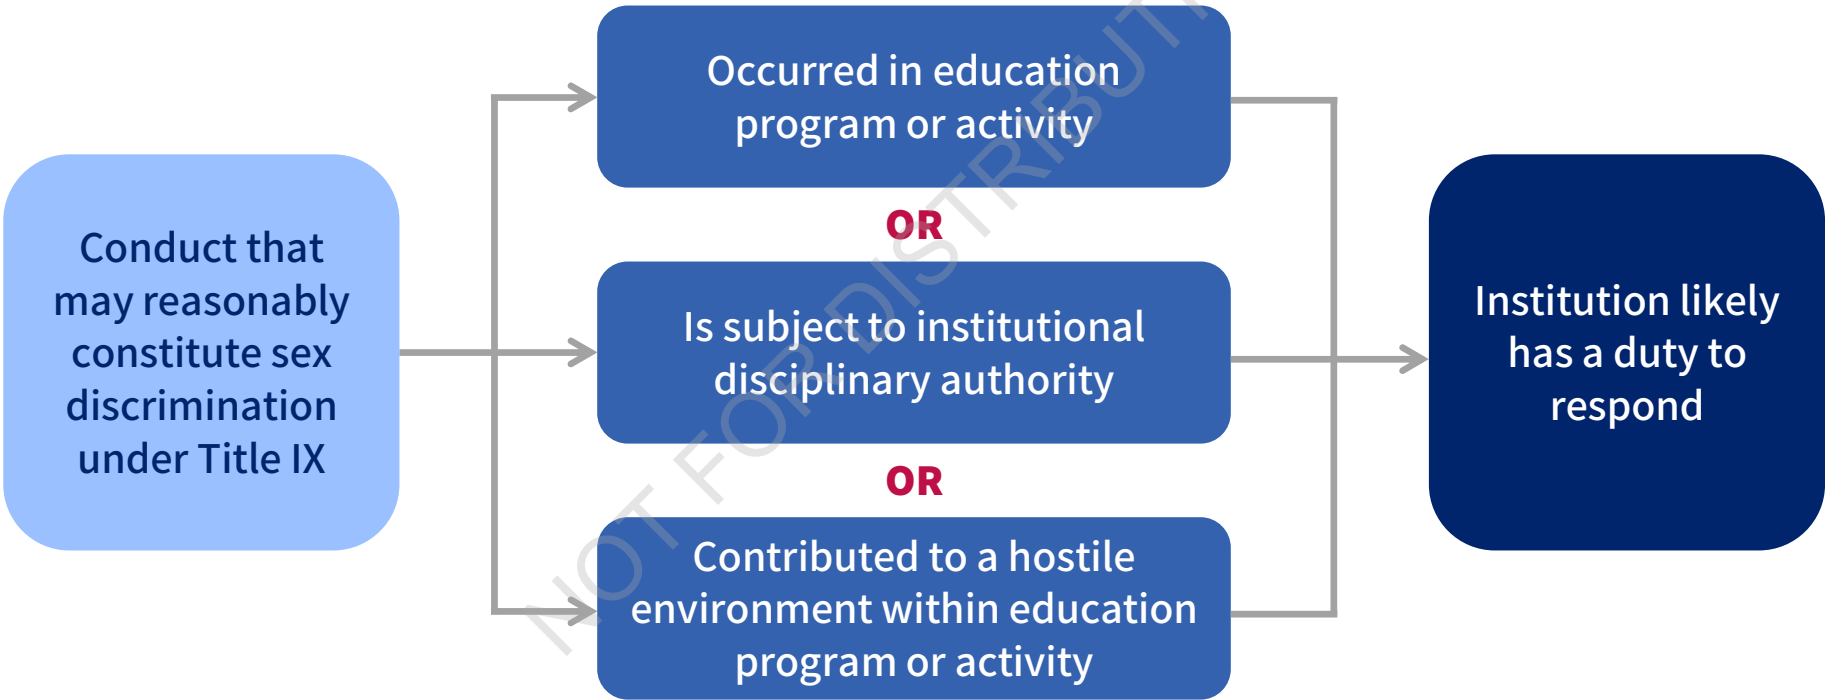 Conduct that
may reasonably
constitute sex
discrimination
under Title IX
Occurred in education
program or activity
OR
Is subject to institutional
disciplinary authority
OR
Contributed to a hostile
environment within education
program or activity
Institution likely
has a duty to
respond
NOT FOR DISTRIBUT